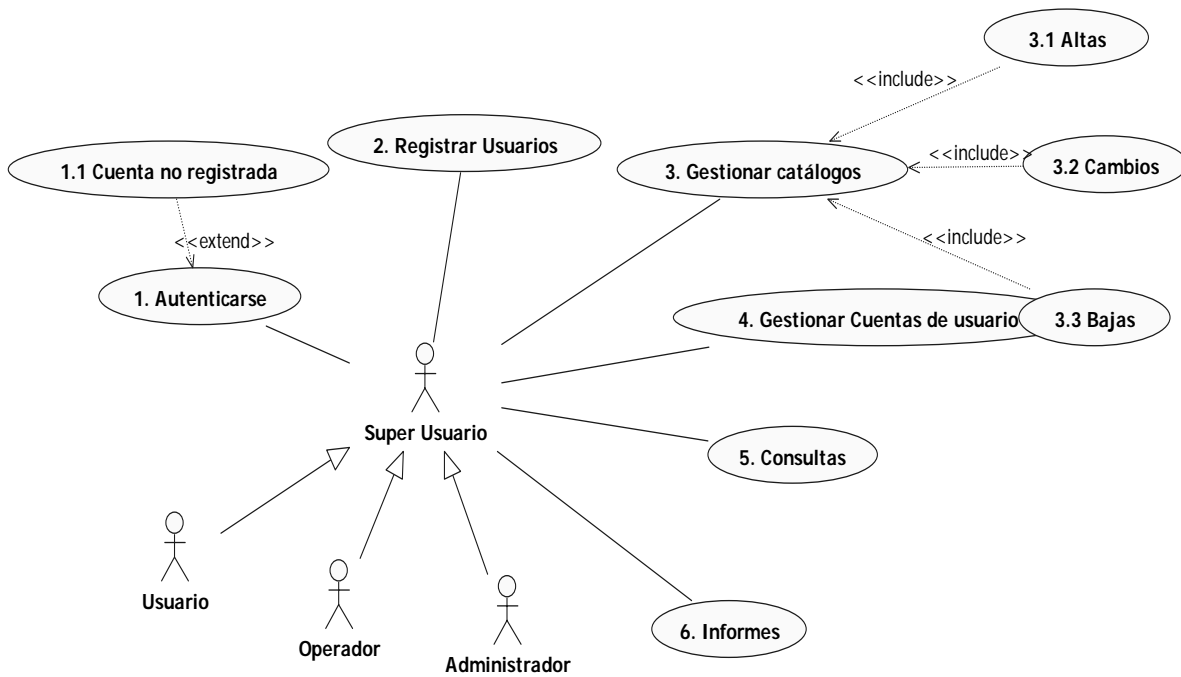 3.1 Altas
<<include>>
2. Registrar Usuarios
1.1 Cuenta no registrada
3. Gestionar catálogos
<<include>>
3.2 Cambios
<<extend>>
<<include>>
1. Autenticarse
4. Gestionar Cuentas de usuario
3.3 Bajas
Super Usuario
5. Consultas
Usuario
Operador
Administrador
6. Informes